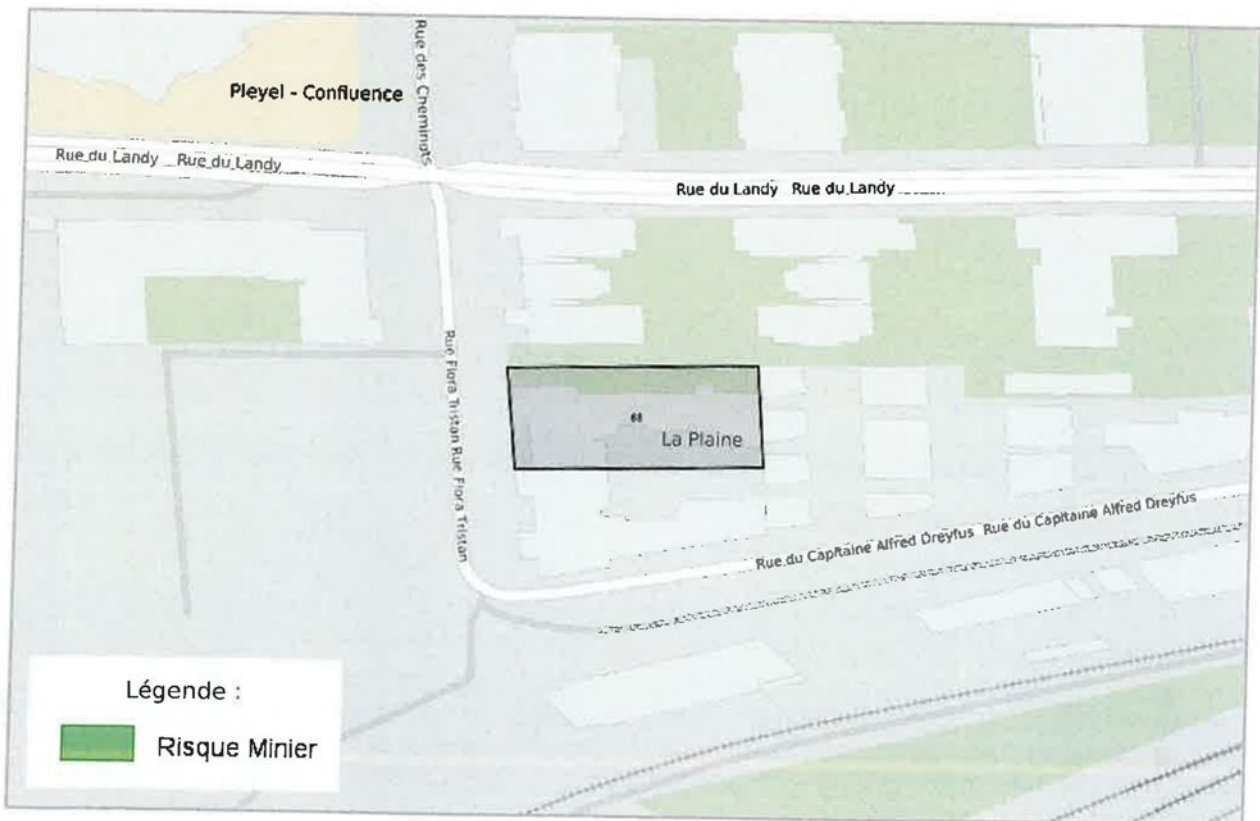 Rue des Cheminots
Pleyel - Confluence
Rue du Landy Rue du Landy
Rue du Landy Rue du Landy
Rue Flora Tristan Rue Flora Tristan
68
La Plaine
Rue du Capitaine Alfred Dreyfus Rue du Capitaine Alfred Dreyfus
Légende :
Risque Minier